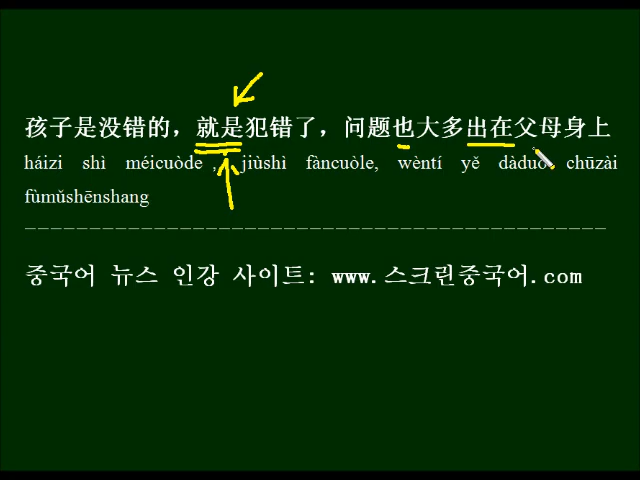 孩子是没错的，就是犯错了，问题也大多出在父母身上
háizi shì méicuòde , jiùshì fàncuòle, wèntí yě dàduō chūzài
fùmǔshēnshang
중국어 뉴스 인강 사이트: www.스크린중국어.com